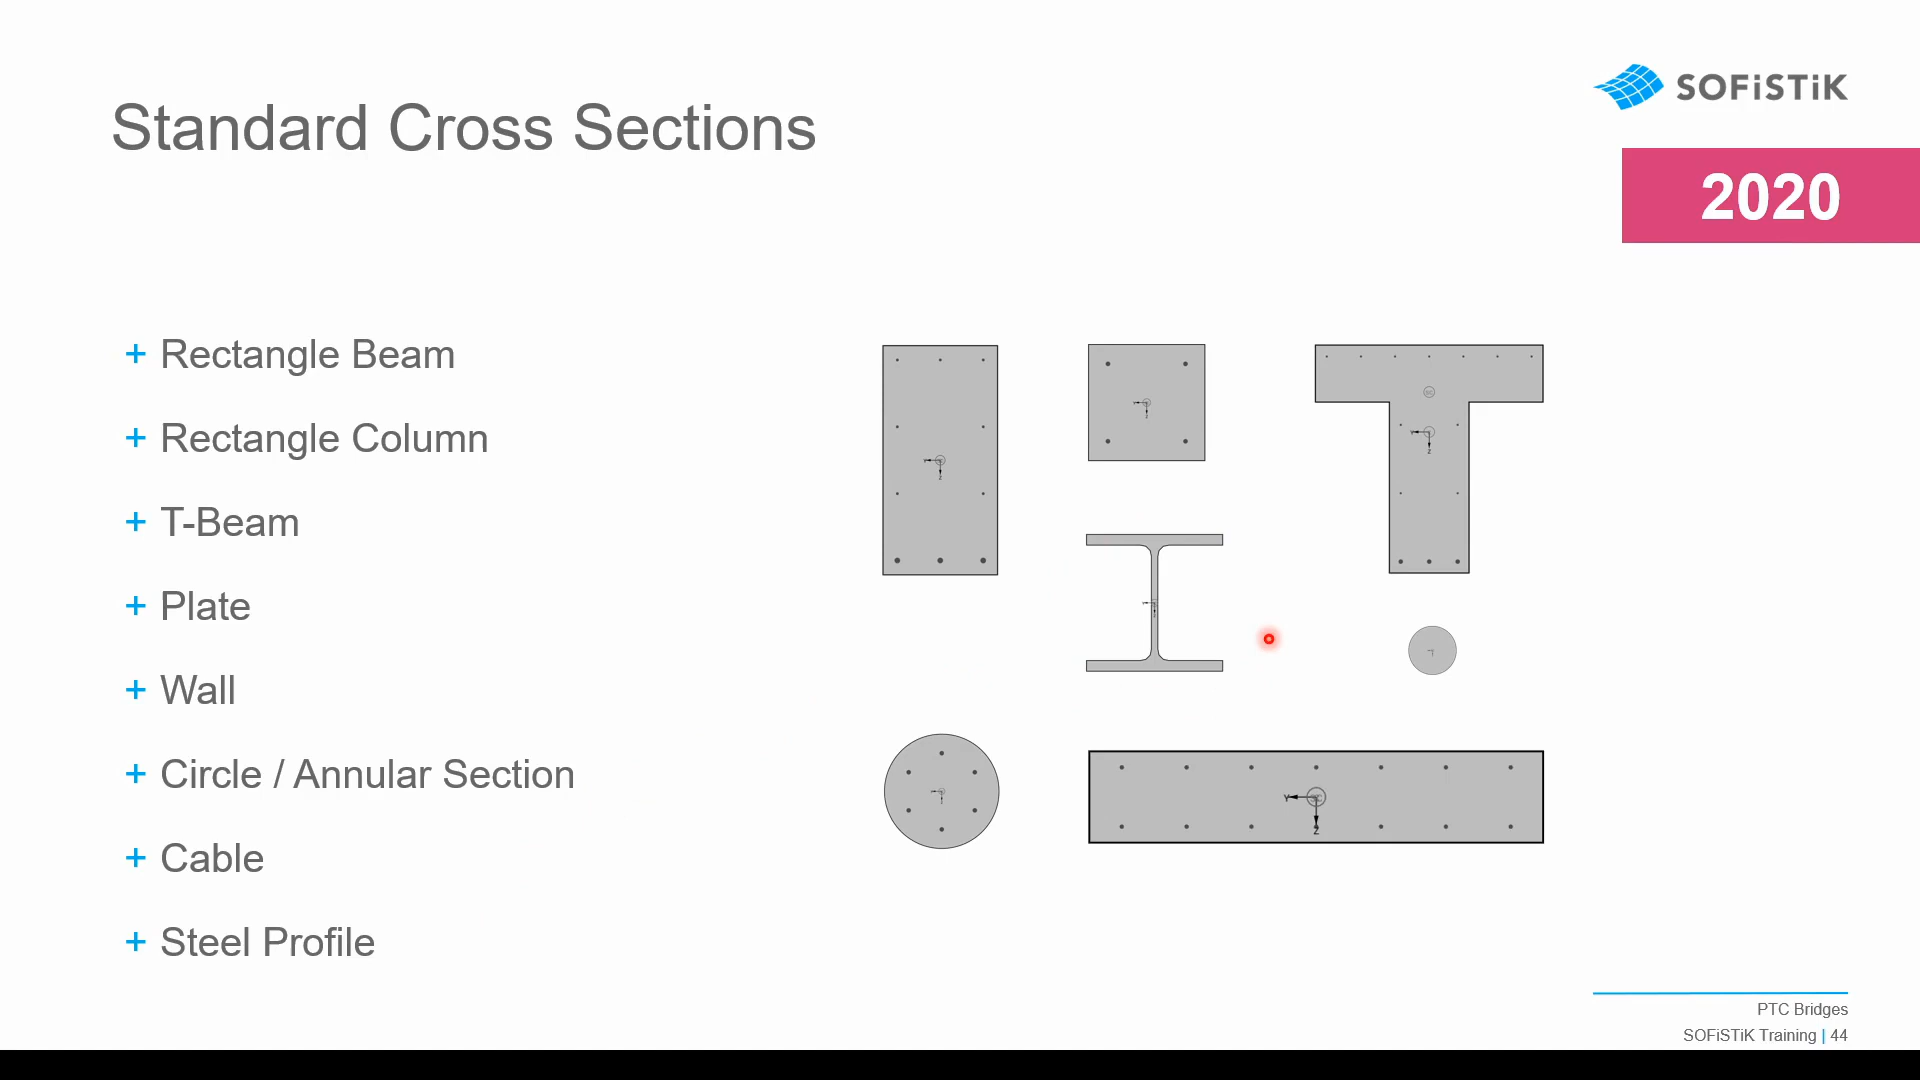 Standard Cross Sections
SOFiSTiK
2020
+ Rectangle Beam
+ Rectangle Column
+ T-Beam
+ Plate
+ Wall
+ Circle / Annular Section
+ Cable
+ Steel Profile
Y
Z
PTC Bridges
SOFiSTiK Training | 44